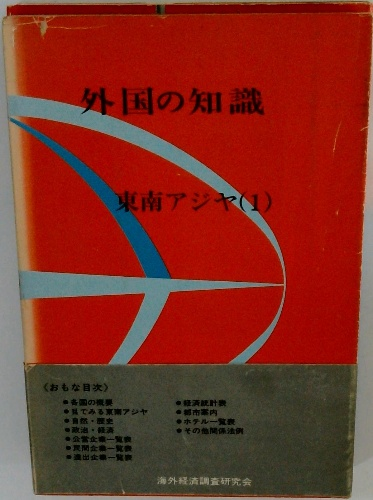 外国の知識
東南アジヤ(1)
《おもな目次》
●各国の概要
●見てみる東南アジヤ
●自然・歴史
●政治・経済
●公営企業一覧表
●民間企業一覧表
●進出企業一覧表
●経済統計表
●都市案内
●ホテル一覧表
●その他関係法例
海外経済調査研究会